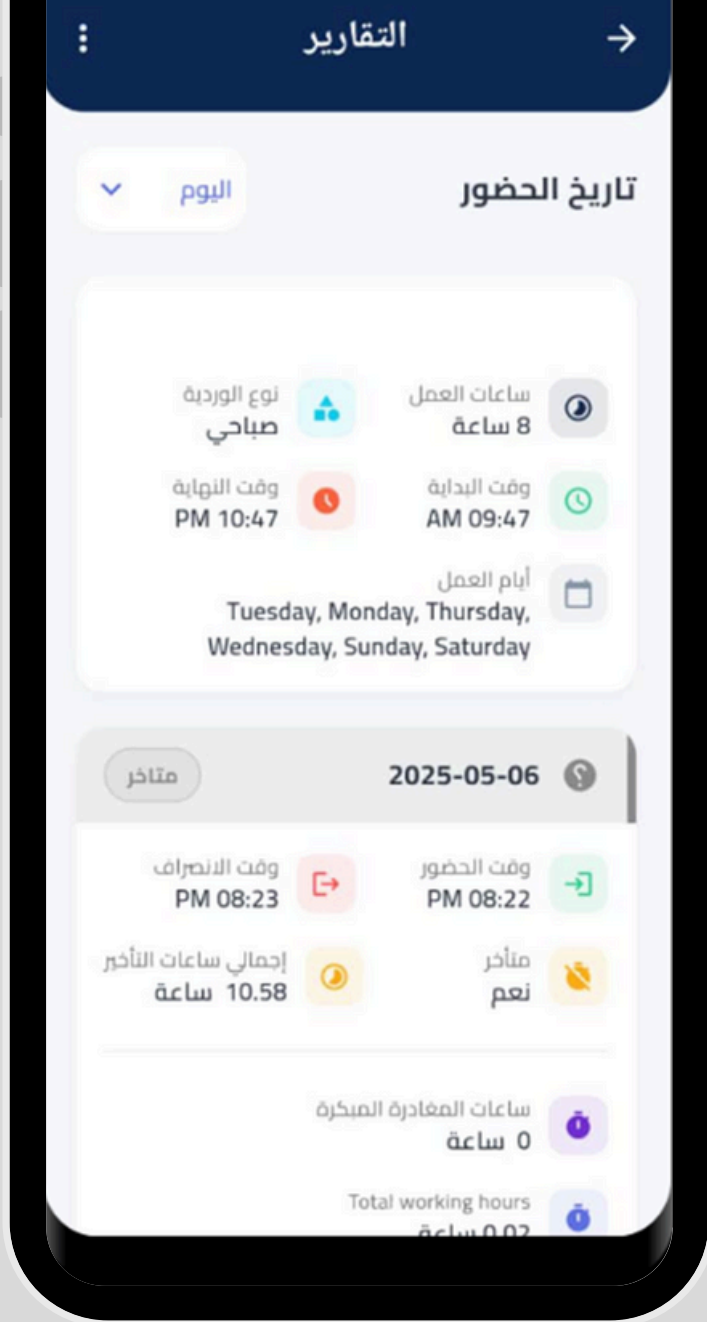 التقارير
تاريخ الحضور
اليوم
ساعات العمل
8 ساعة
نوع الوردية
صباحي
وقت البداية
09:47 AM
وقت النهاية
10:47 PM
أيام العمل
Tuesday, Monday, Thursday,
Wednesday, Sunday, Saturday
2025-05-06
متاخر
وقت الحضور
08:22 PM
وقت الانصراف
08:23 PM
متأخر
نعم
إجمالي ساعات التأخير
10.58 ساعة
ساعات المغادرة المبكرة
0 ساعة
Total working hours
0.02 ساعة